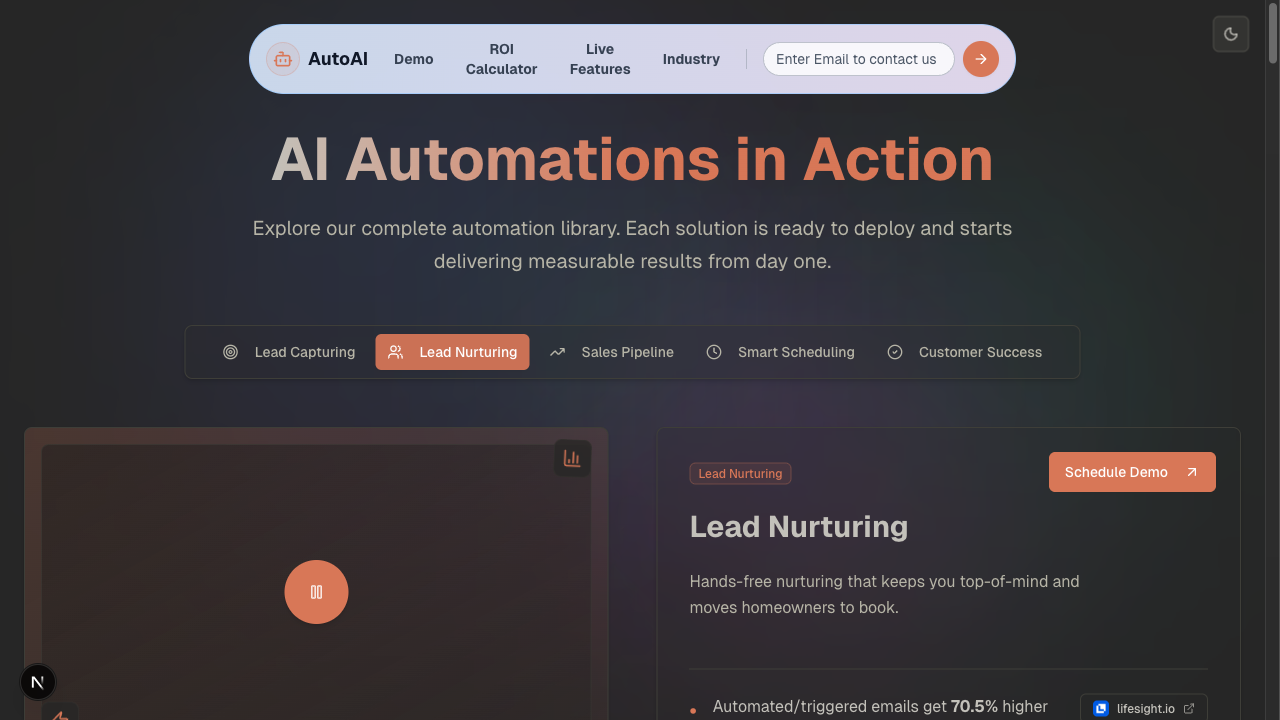 AutoAI
Demo
ROI
Calculator
Live
Features
Industry
Enter Email to contact us
AI Automations in Action
Explore our complete automation library. Each solution is ready to deploy and starts
delivering measurable results from day one.
Lead Capturing
Lead Nurturing
Sales Pipeline
Smart Scheduling
Customer Success
Lead Nurturing
Schedule Demo
Lead Nurturing
Hands-free nurturing that keeps you top-of-mind and
moves homeowners to book.
Automated/triggered emails get 70.5% higher
lifesight.io
N